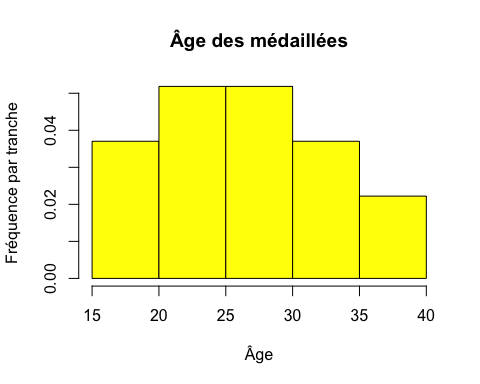 Âge des médaillées
Fréquence par tranche
0.04
0.02
0.00
15 20 25 30 35 40
Âge